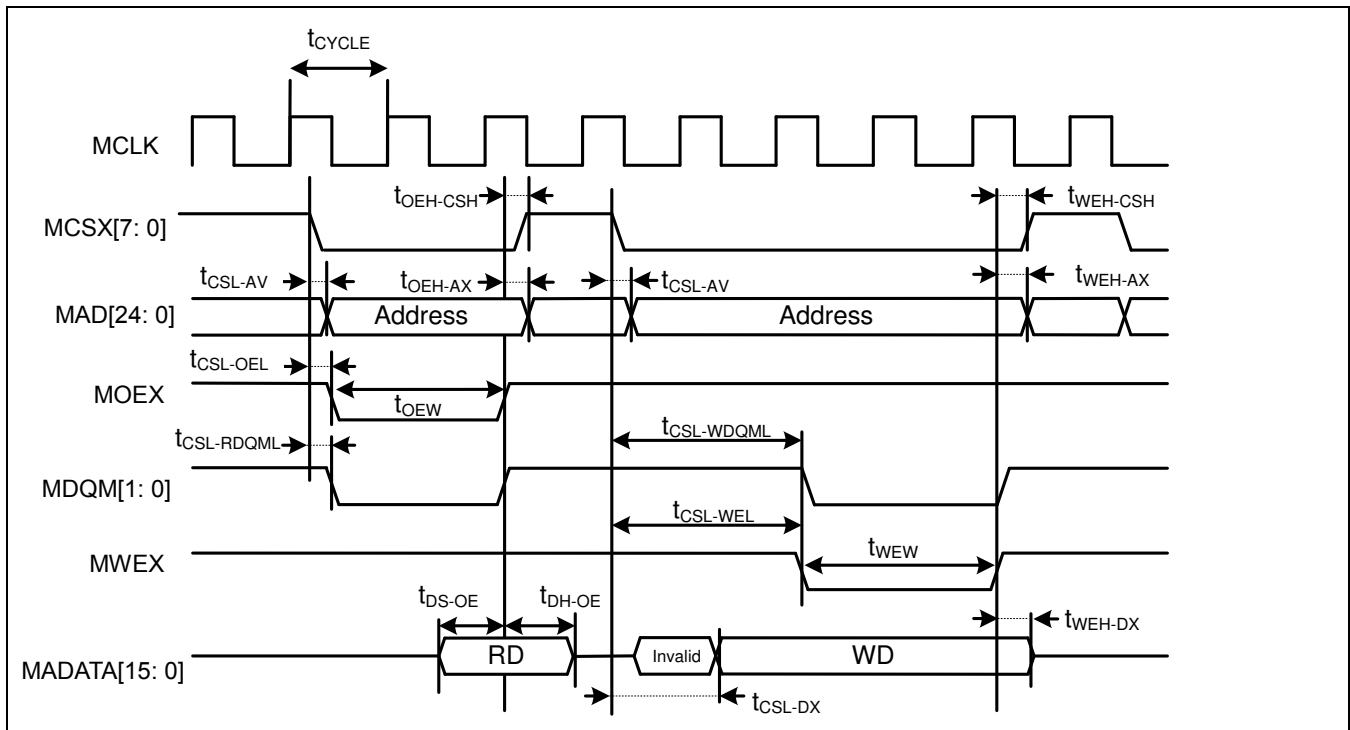 tCYCLE
MCLK
tOEH-CSH
tWEH-CSH
MCSX[7: 0]
tCSL-AV
tOEH-AX
tCSL-AV
tWEH-AX
MAD[24: 0]
Address
Address
tCSL-OEL
MOEX
tOEW
tCSL-RDQML
tCSL-WDQML
MDQM[1: 0]
tCSL-WEL
MWEX
tWEW
tDS-OE
tDH-OE
tWEH-DX
MADATA[15: 0]
RD
Invalid
WD
tCSL-DX